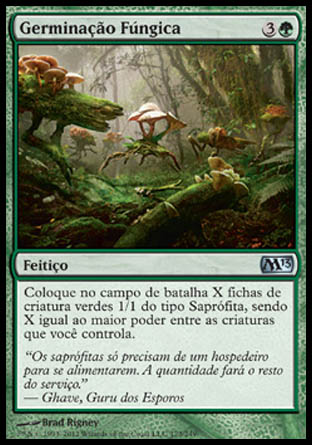 Germinação Fúngica 3
Feitiço M13
Coloque no campo de batalha X fichas de
criatura verdes 1/1 do tipo Saprófita, sendo
X igual ao maior poder entre as criaturas
que você controla.
“Os saprófitas só precisam de um hospedeiro
para se alimentarem. A quantidade fará o resto
do serviço.”
— Ghave, Guru dos Esporos
Brad Rigney